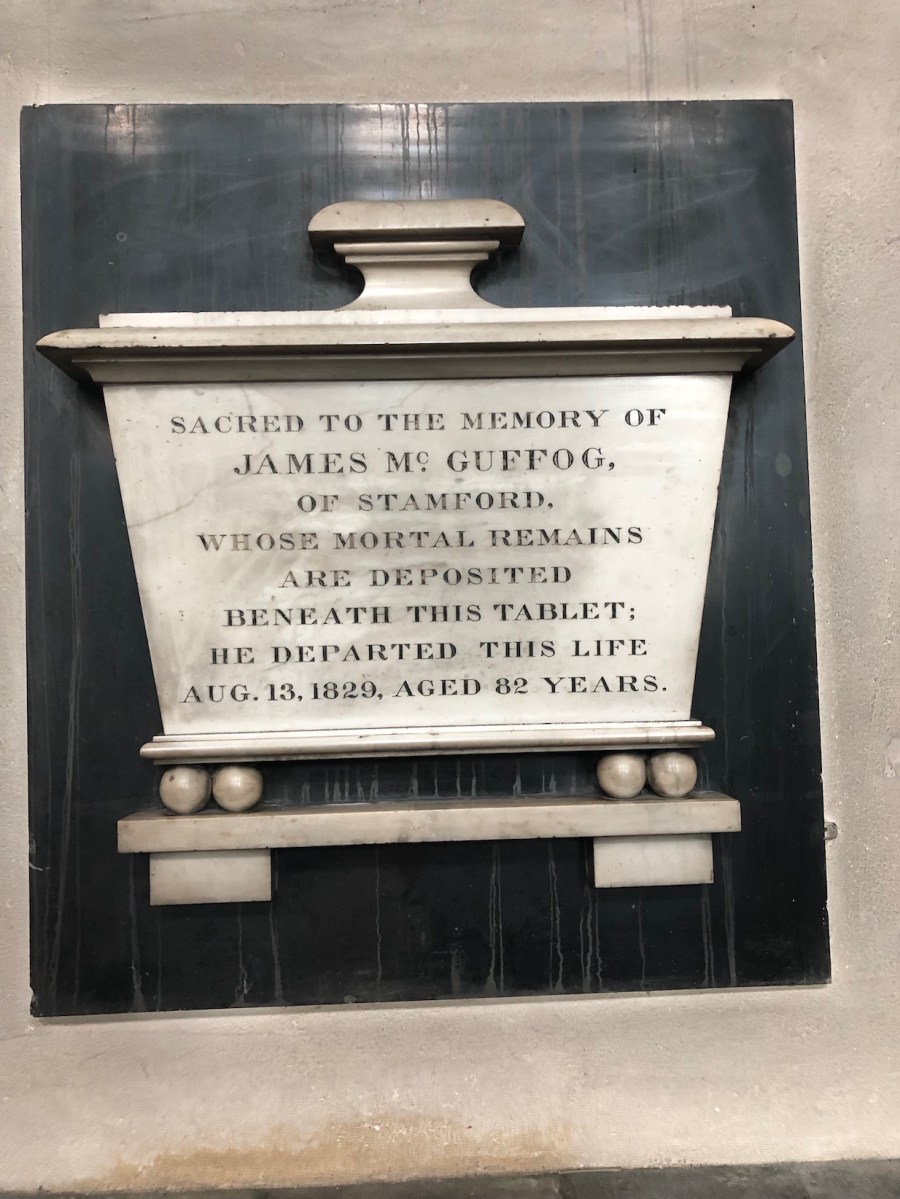 SACRED TO THE MEMORY OF
JAMES Mᶜ. GUFFOG,
OF STAMFORD,
WHOSE MORTAL REMAINS
ARE DEPOSITED
BENEATH THIS TABLET;
HE DEPARTED THIS LIFE
AUG. 13, 1829, AGED 82 YEARS.